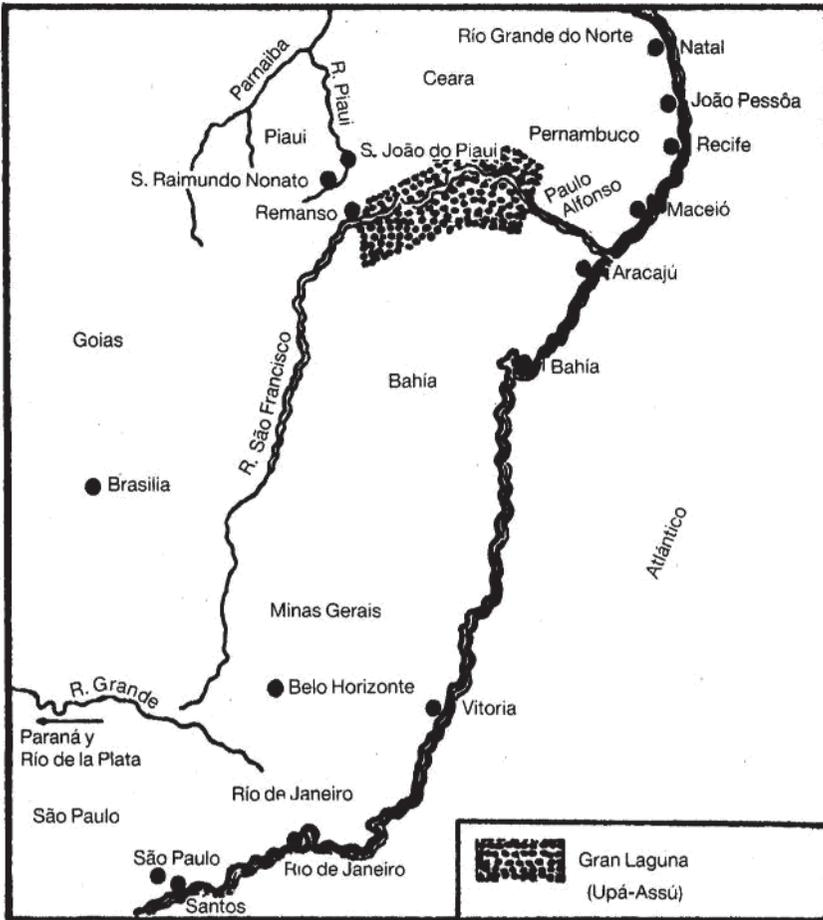 Río Grande do Norte
Natal
Parnaiba
R. Piaui
Ceara
João Pessôa
Piaui
Pernambuco
S. João do Piaui
Recife
S. Raimundo Nonato
Paulo
Alfonso
Remanso
Maceió
Aracajú
Goias
R. São Francisco
Bahía
Bahía
Brasilia
Atlántico
Minas Gerais
R. Grande
Belo Horizonte
Vitoria
Paraná y
Río de la Plata
Río de Janeiro
São Paulo
São Paulo
Río de Janeiro
Santos
Gran Laguna
(Upá-Assú)